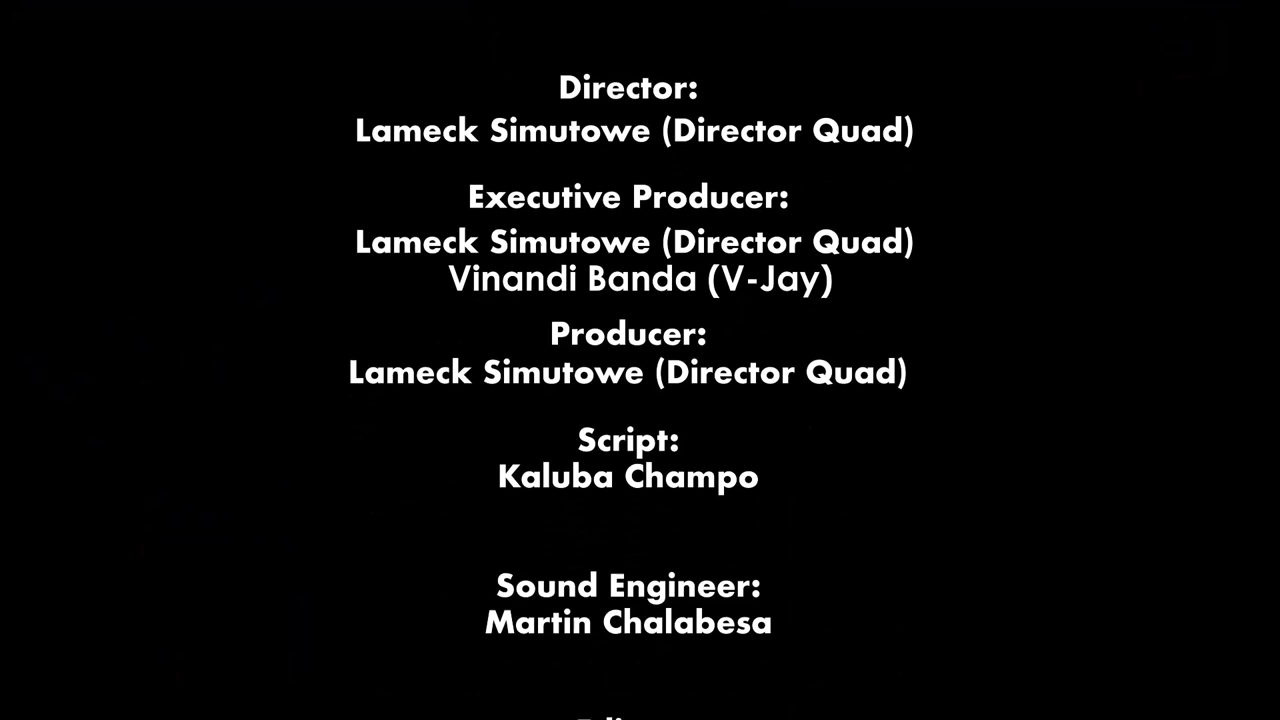 Director:
Lameck Simutowe (Director Quad)
Executive Producer:
Lameck Simutowe (Director Quad)
Vinandi Banda (V-Jay)
Producer:
Lameck Simutowe (Director Quad)
Script:
Kaluba Champo
Sound Engineer:
Martin Chalabesa